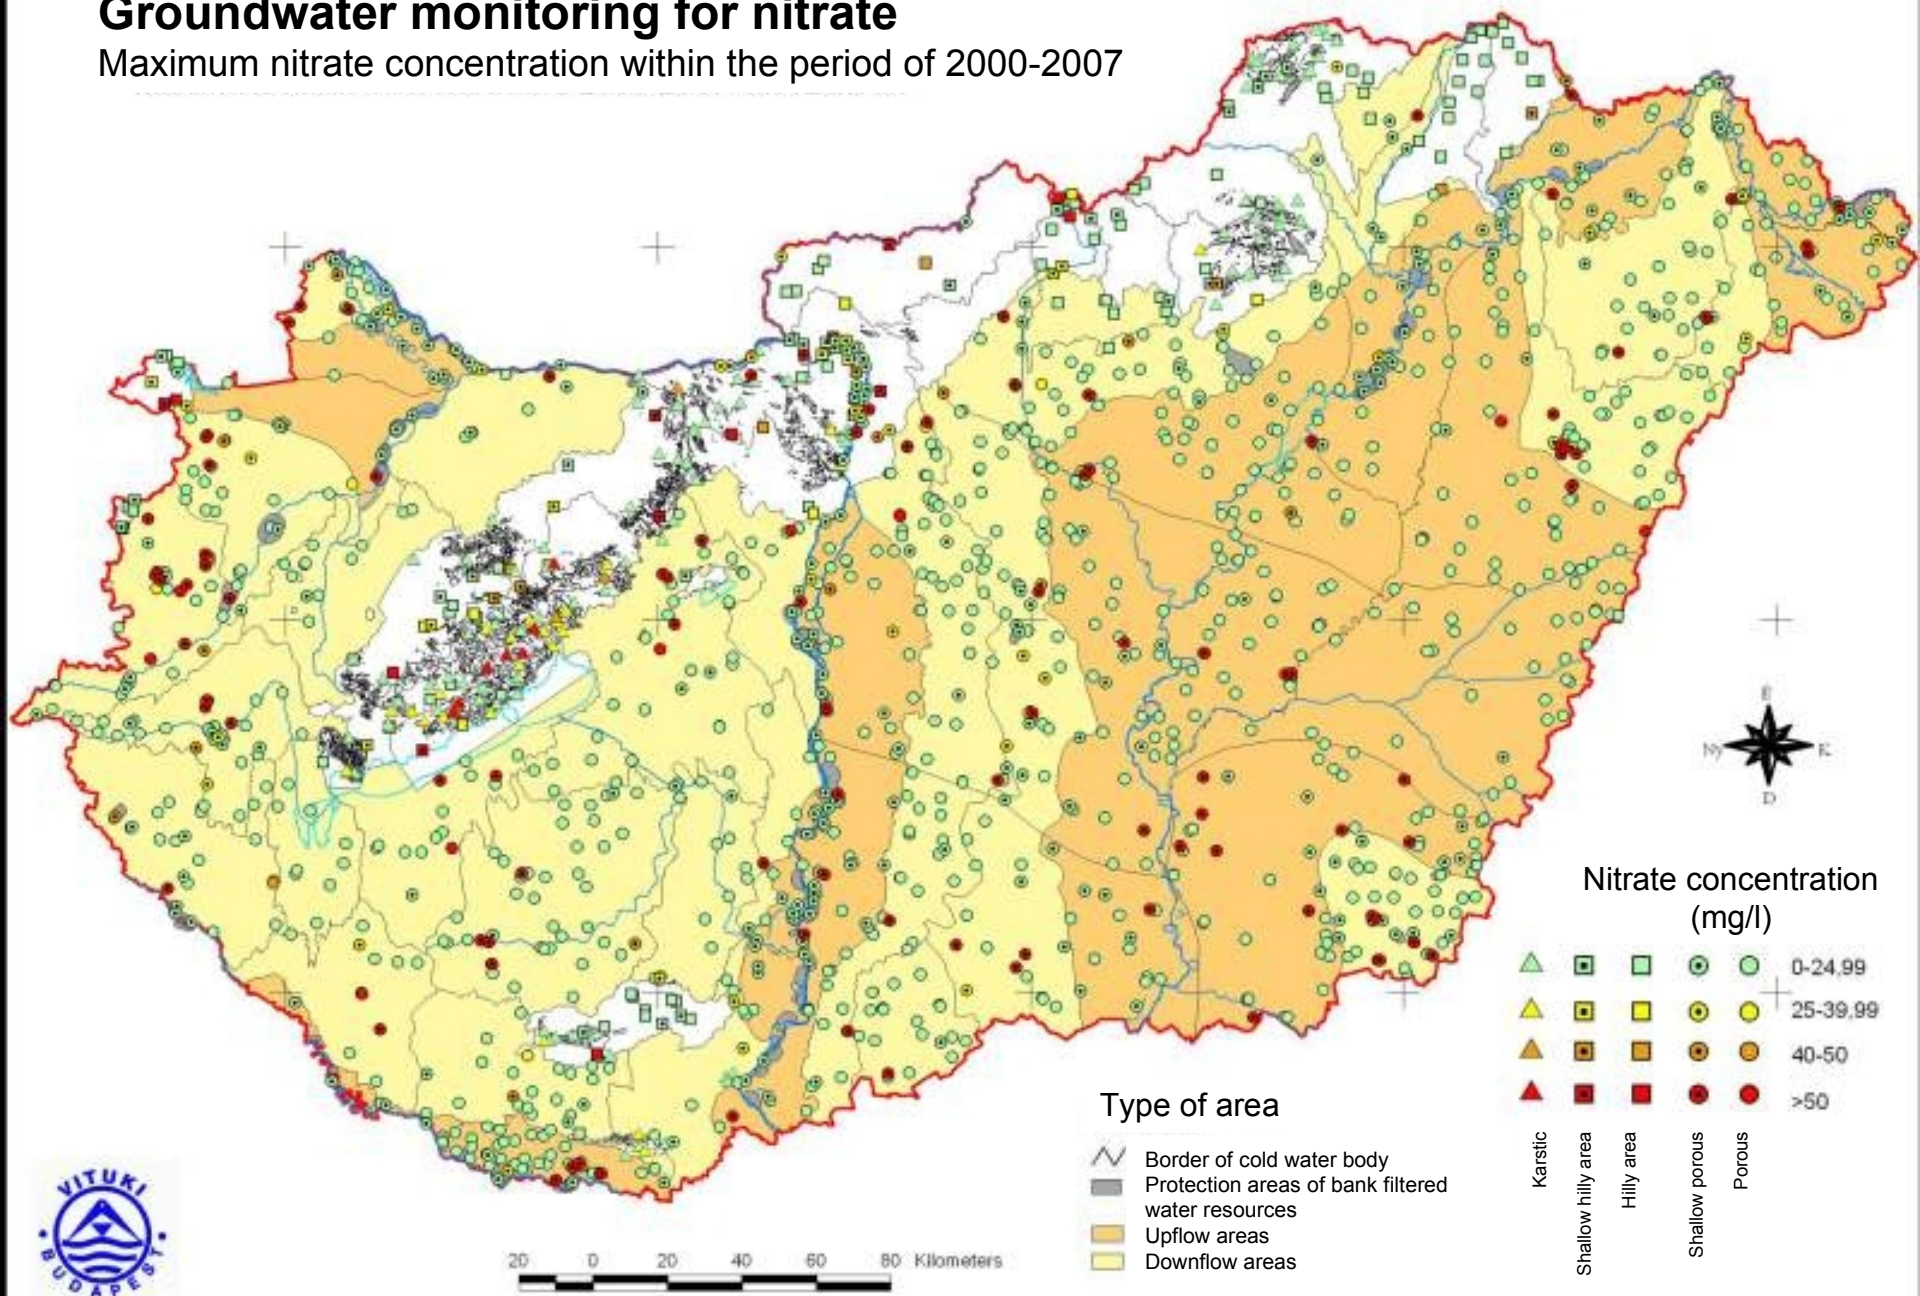 Groundwater monitoring for nitrate
Maximum nitrate concentration within the period of 2000-2007
É
Ny
K
D
Nitrate concentration
(mg/l)
0-24,99
25-39,99
40-50
>50
Karstic
Shallow hilly area
Hilly area
Shallow porous
Porous
Type of area
Border of cold water body
Protection areas of bank filtered
water resources
Upflow areas
Downflow areas
20 0 20 40 60 80 Kilometers
VITUKI
BUDAPEST